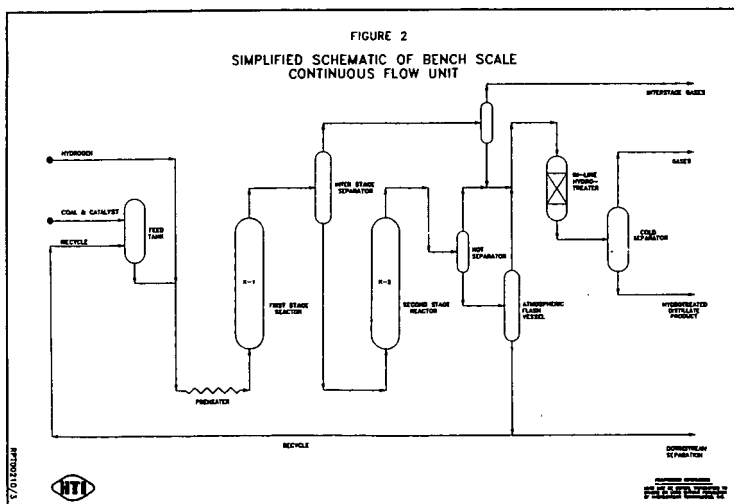 FIGURE 2
SIMPLIFIED SCHEMATIC OF BENCH SCALE
CONTINUOUS FLOW UNIT
INTERSTAGE GASES
HYDROGEN
INTER STAGE
SEPARATOR
IN-LINE
HYDRO-
TREATER
GASES
COAL & CATALYST
FEED
TANK
RECYCLE
HOT
SEPARATOR
COLD
SEPARATOR
K-1
K-2
FIRST STAGE
REACTOR
SECOND STAGE
REACTOR
ATMOSPHERIC
FLASH
VESSEL
HYDROTREATED
DISTILLATE
PRODUCT
PREHEATER
RECYCLE
DOWNSTREAM
SEPARATION
RPT00210/3
HTI